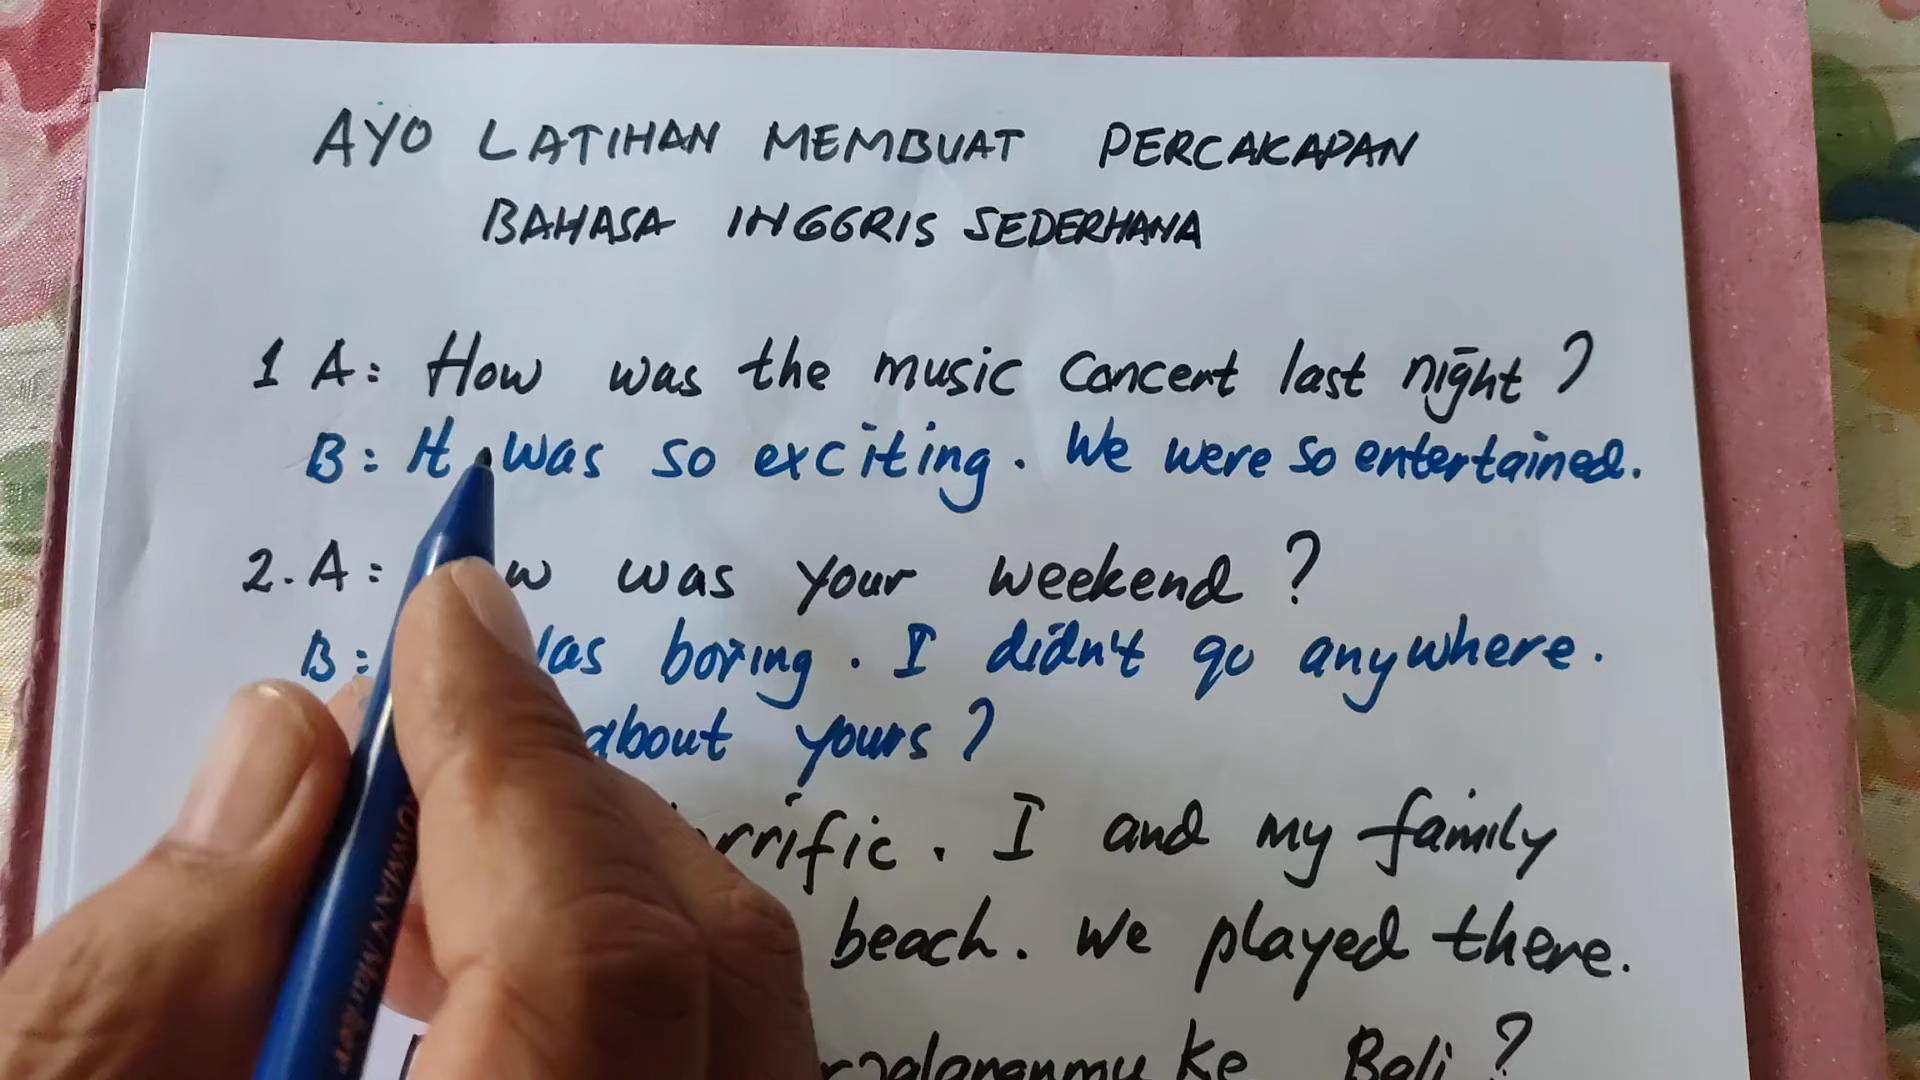 AYO LATIHAN MEMBUAT PERCAKAPAN
BAHASA INGGRIS SEDERHANA
1 A: How was the music concert last night?
B: It was so exciting. We were so entertained.
2. A: was your weekend?
B: boring. I didn't go anywhere.
about yours?
I and my family
beach. We played there.
ke Bali?